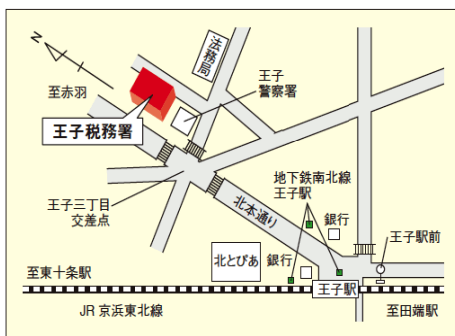 N
法務局
至赤羽
王子
警察署
王子税務署
地下鉄南北線
王子駅
王子三丁目
交差点
北本通り
銀行
王子駅前
北とぴあ
銀行
至東十条駅
王子駅
JR 京浜東北線
至田端駅